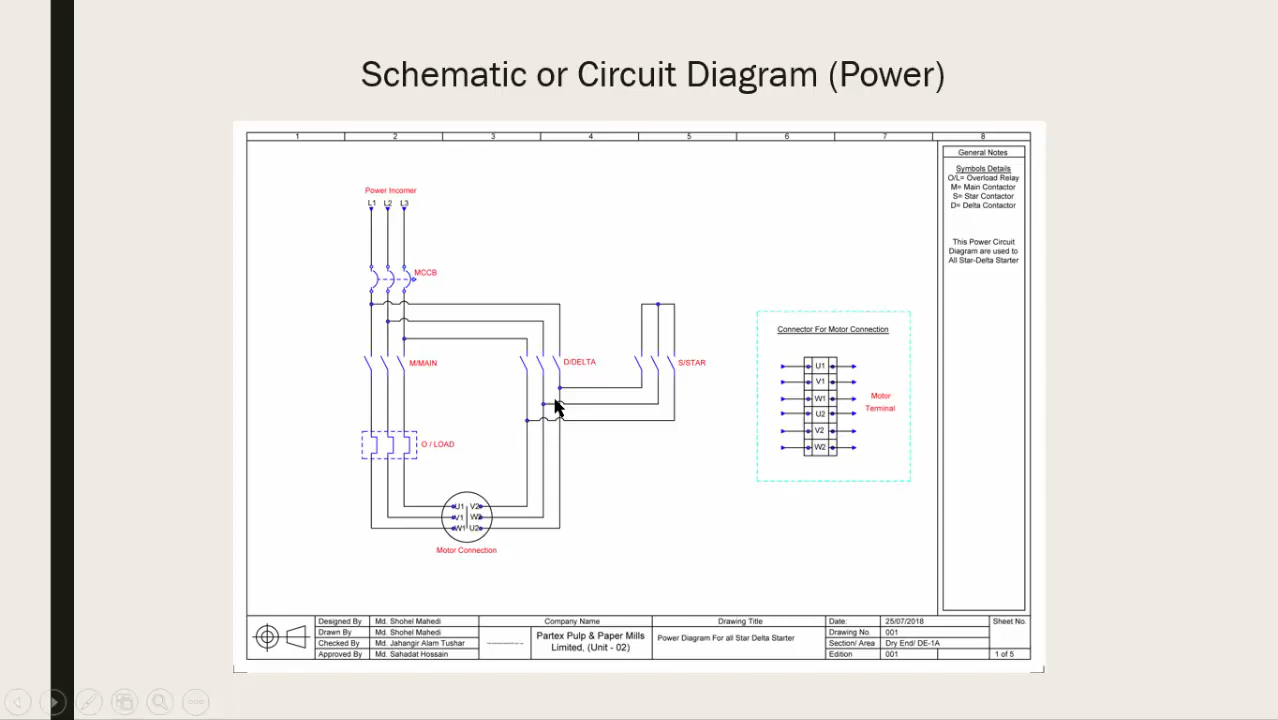 Schematic or Circuit Diagram (Power)
1 2 3 4 5 6 7 8
General Notes
Symbols Details
O/L= Overload Relay
M= Main Contactor
S= Star Contactor
D= Delta Contactor
This Power Circuit
Diagram are used to
All Star-Delta Starter
Power Incomer
L1 L2 L3
MCCB
M/MAIN
D/DELTA
S/STAR
O / LOAD
U1 V2
V1 W2
W1 U2
Motor Connection
Connector For Motor Connection
U1
V1
W1
U2
V2
W2
Motor
Terminal
Designed By Md. Shohel Mahedi
Drawn By Md. Shohel Mahedi
Checked By Md. Jahangir Alam Tushar
Approved By Md. Sahadat Hossain
Company Name
Partex Pulp & Paper Mills
Limited, (Unit - 02)
Drawing Title
Power Diagram For all Star Delta Starter
Date: 25/07/2018
Drawing No. 001
Section/ Area Dry End/ DE-1A
Edition 001
Sheet No.
1 of 5